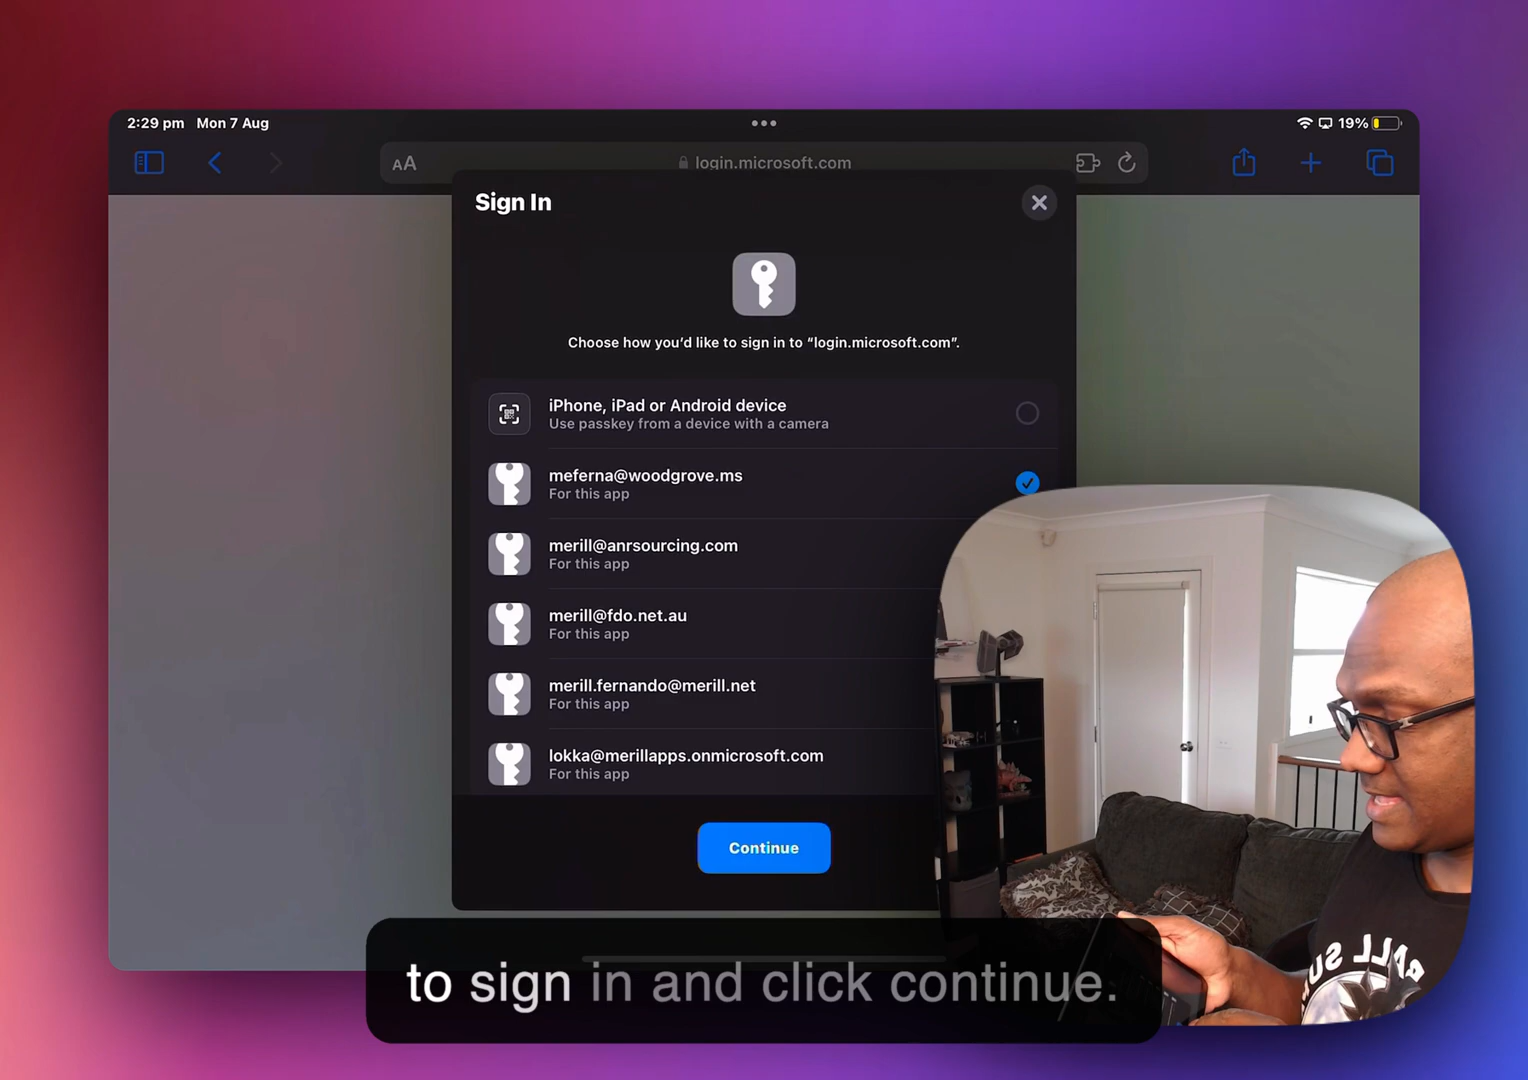 2:29 pm Mon 7 Aug
19%
AA
login.microsoft.com
Sign In
Choose how you'd like to sign in to “login.microsoft.com”.
iPhone, iPad or Android device
Use passkey from a device with a camera
meferna@woodgrove.ms
For this app
merill@anrsourcing.com
For this app
merill@fdo.net.au
For this app
merill.fernando@merill.net
For this app
lokka@merillapps.onmicrosoft.com
For this app
Continue
to sign in and click continue.